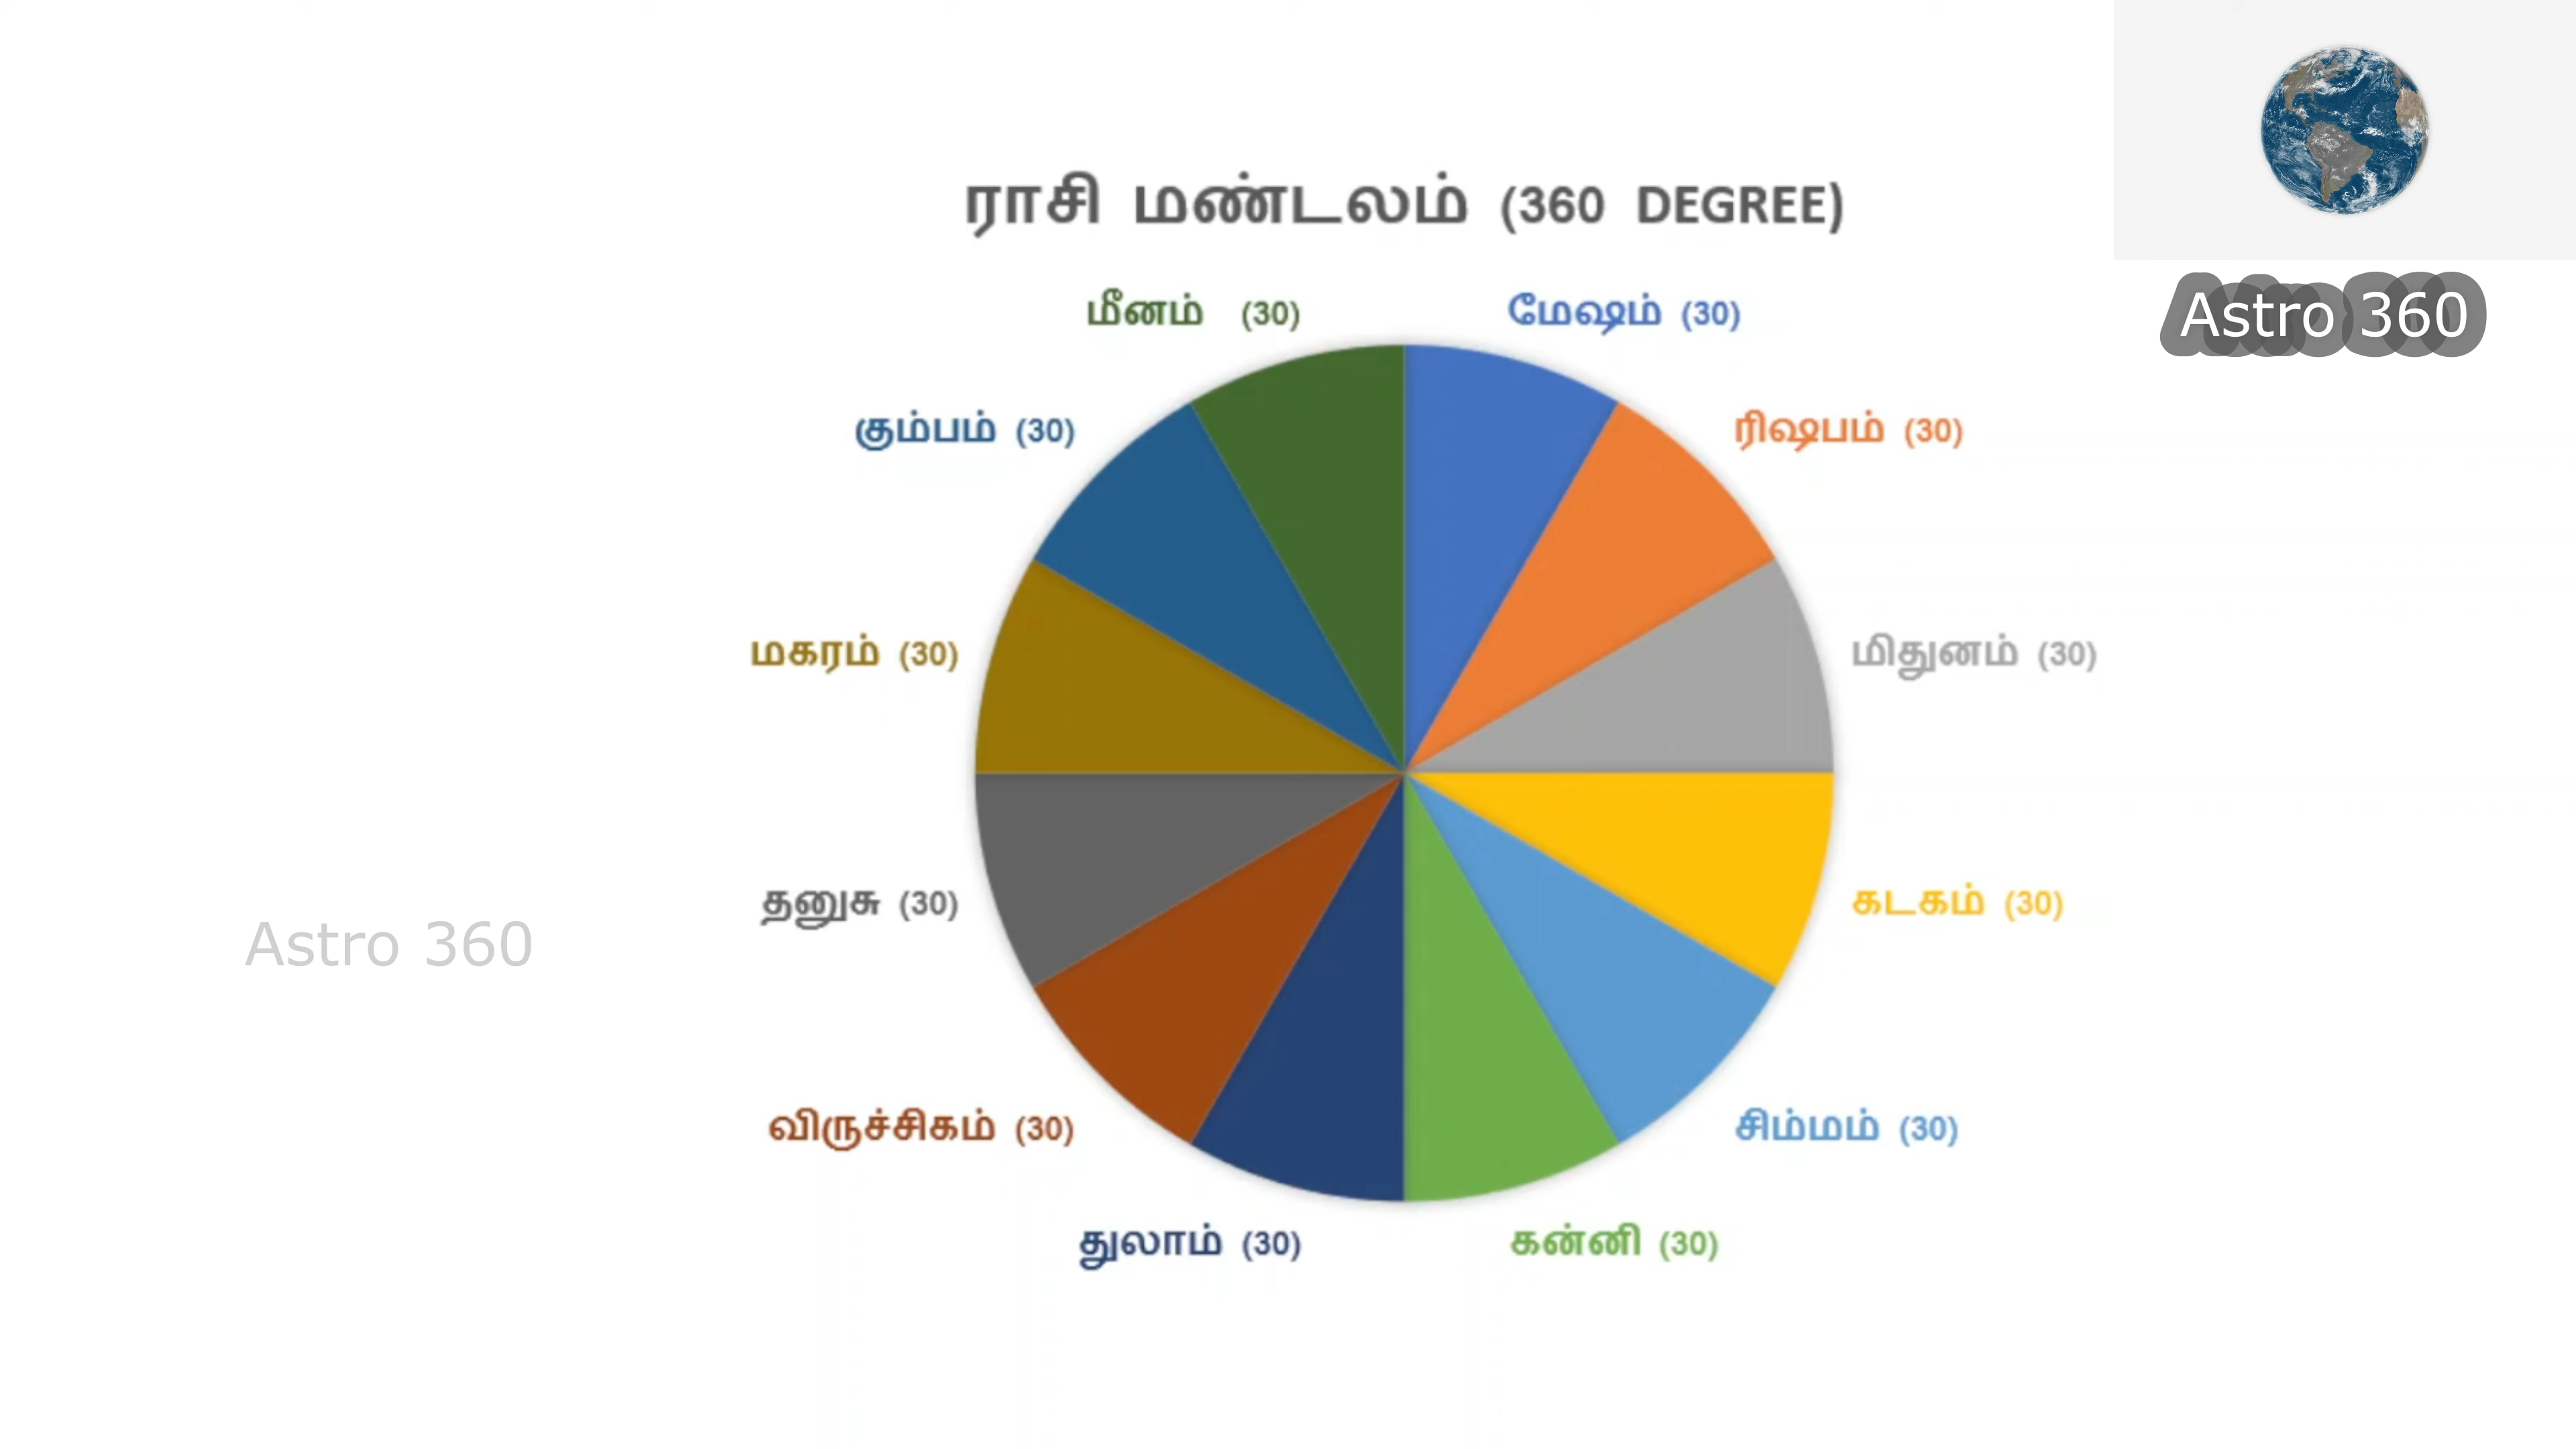 ராசி மண்டலம் (360 DEGREE)
Astro 360
மீனம் (30)
மேஷம் (30)
கும்பம் (30)
ரிஷபம் (30)
மகரம் (30)
மிதுனம் (30)
தனுசு (30)
கடகம் (30)
Astro 360
விருச்சிகம் (30)
சிம்மம் (30)
துலாம் (30)
கன்னி (30)